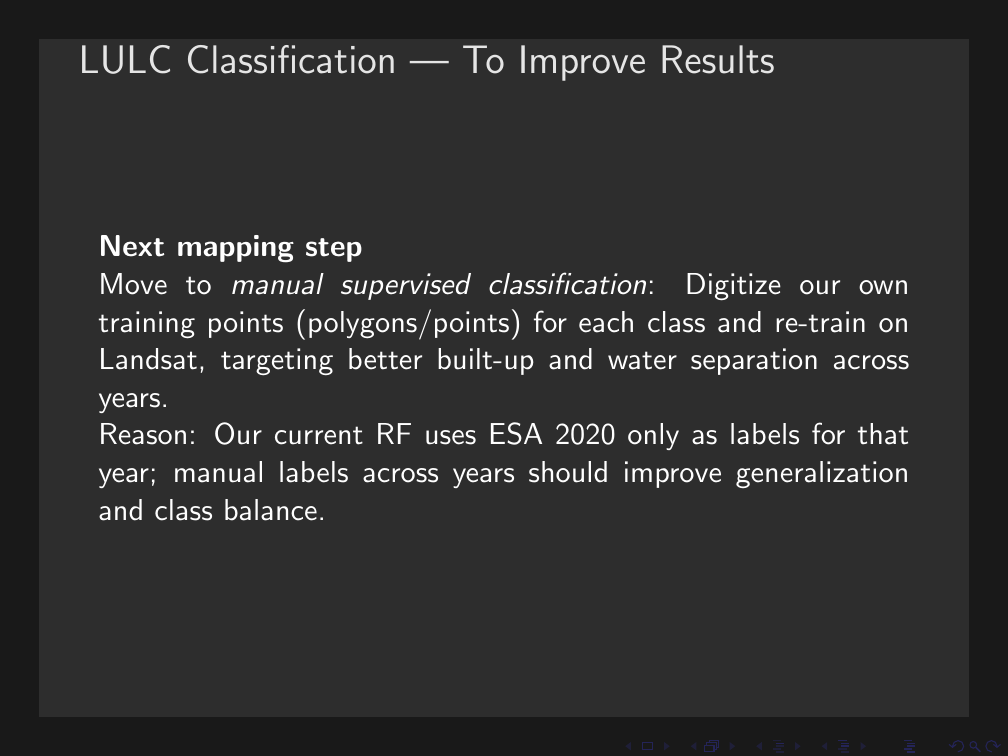 LULC Classification — To Improve Results
Next mapping step
Move to manual supervised classification: Digitize our own
training points (polygons/points) for each class and re-train on
Landsat, targeting better built-up and water separation across
years.
Reason: Our current RF uses ESA 2020 only as labels for that
year; manual labels across years should improve generalization
and class balance.